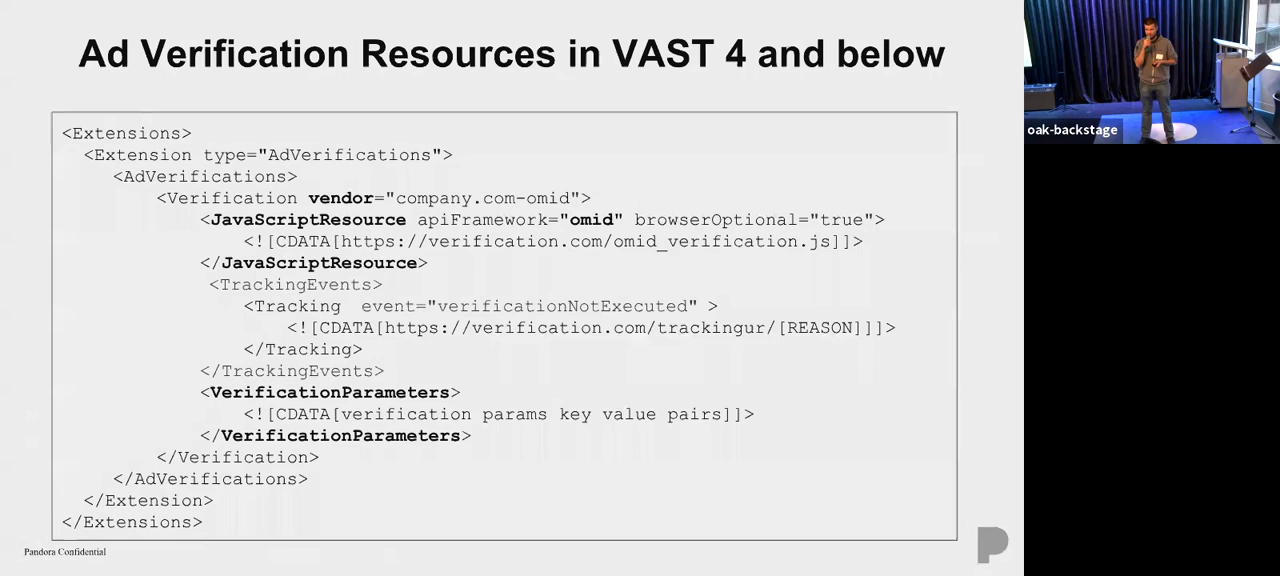 Ad Verification Resources in VAST 4 and below
<Extensions>
<Extension type="AdVerifications">
<AdVerifications>
<Verification vendor="company.com-omid">
<JavaScriptResource apiFramework="omid" browserOptional="true">
<![CDATA[https://verification.com/omid_verification.js]]>
</JavaScriptResource>
<TrackingEvents>
<Tracking  event="verificationNotExecuted" >
<![CDATA[https://verification.com/trackingur/[REASON]]]>
</Tracking>
</TrackingEvents>
<VerificationParameters>
<![CDATA[verification params key value pairs]]>
</VerificationParameters>
</Verification>
</AdVerifications>
</Extension>
</Extensions>
Pandora Confidential
oak-backstage